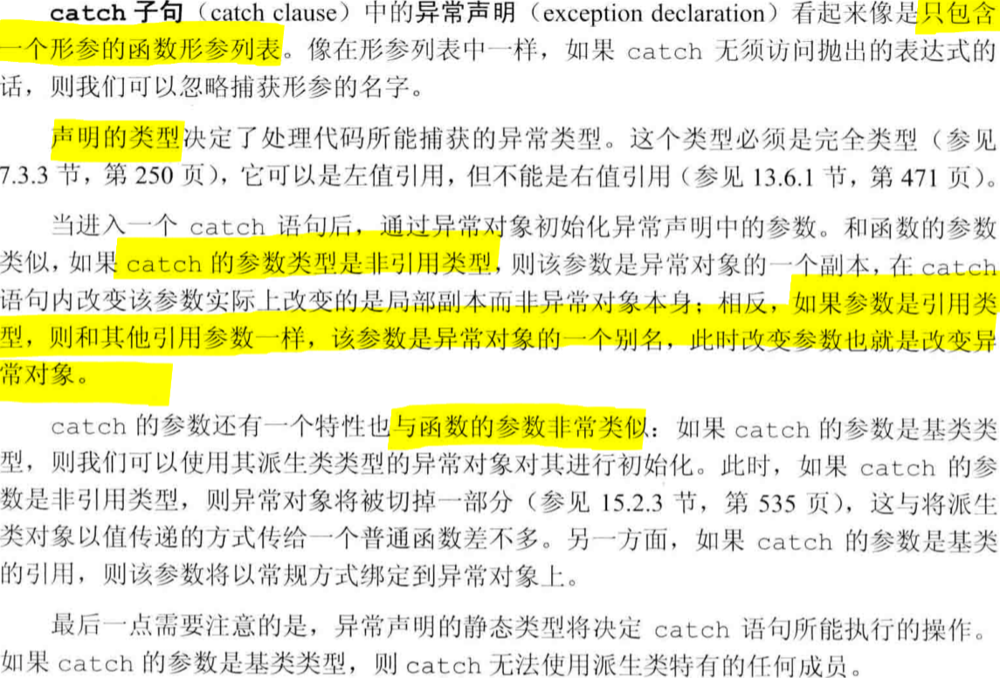 catch 子句（catch clause）中的异常声明（exception declaration）看起来像是只包含
一个形参的函数形参列表。像在形参列表中一样，如果 catch 无须访问抛出的表达式的
话，则我们可以忽略捕获形参的名字。
声明的类型决定了处理代码所能捕获的异常类型。这个类型必须是完全类型（参见
7.3.3 节，第 250 页），它可以是左值引用，但不能是右值引用（参见 13.6.1 节，第 471 页）。
当进入一个 catch 语句后，通过异常对象初始化异常声明中的参数。和函数的参数
类似，如果 catch 的参数类型是非引用类型，则该参数是异常对象的一个副本，在 catch
语句内改变该参数实际上改变的是局部副本而非异常对象本身；相反，如果参数是引用类
型，则和其他引用参数一样，该参数是异常对象的一个别名，此时改变参数也就是改变异
常对象。
catch 的参数还有一个特性也与函数的参数非常类似：如果 catch 的参数是基类类
型，则我们可以使用其派生类类型的异常对象对其进行初始化。此时，如果 catch 的参
数是非引用类型，则异常对象将被切掉一部分（参见 15.2.3 节，第 535 页），这与将派生
类对象以值传递的方式传给一个普通函数差不多。另一方面，如果 catch 的参数是基类
的引用，则该参数将以常规方式绑定到异常对象上。
最后一点需要注意的是，异常声明的静态类型将决定 catch 语句所能执行的操作。
如果 catch 的参数是基类类型，则 catch 无法使用派生类特有的任何成员。